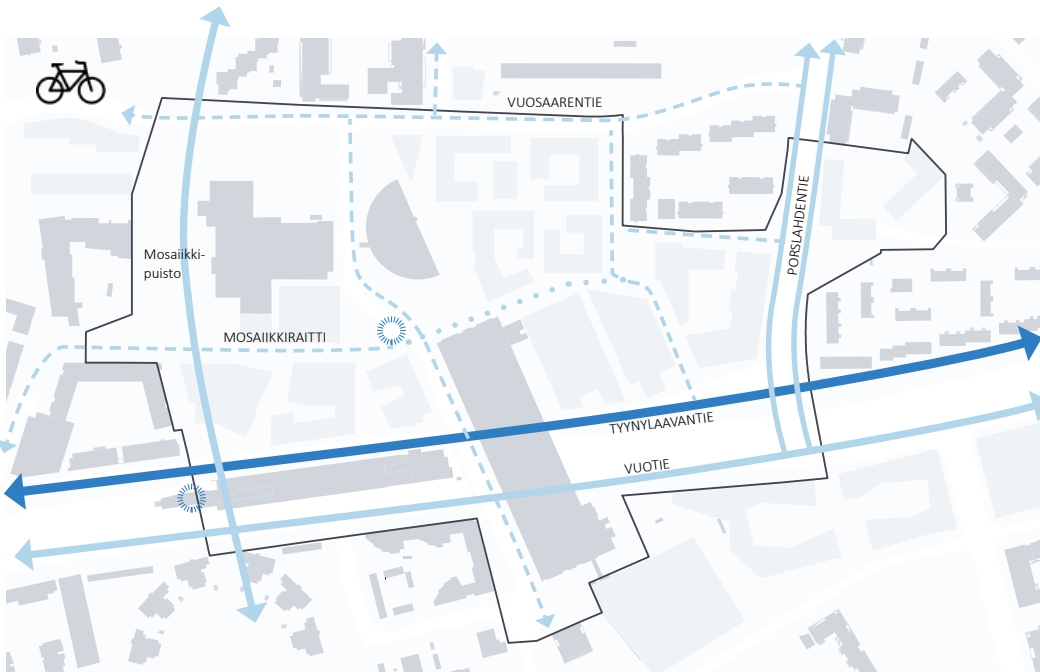 VUOSAARENTIE
PORSLAHDENTIE
Mosaiikki-
puisto
MOSAIIKKIRAITTI
TYYNYLAAVANTIE
VUOTIE